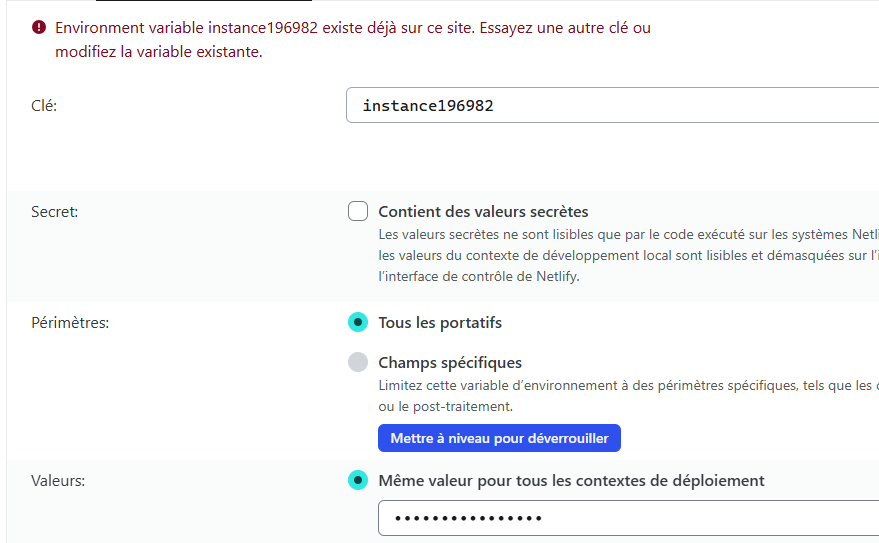 Environment variable instance196982 existe déjà sur ce site. Essayez une autre clé ou
modifiez la variable existante.
Clé:
instance196982
Secret:
Contient des valeurs secrètes
Les valeurs secrètes ne sont lisibles que par le code exécuté sur les systèmes Netli
les valeurs du contexte de développement local sont lisibles et démasquées sur l'i
l'interface de contrôle de Netlify.
Périmètres:
Tous les portatifs
Champs spécifiques
Limitez cette variable d'environnement à des périmètres spécifiques, tels que les
ou le post-traitement.
Mettre à niveau pour déverrouiller
Valeurs:
Même valeur pour tous les contextes de déploiement
••••••••••••••••